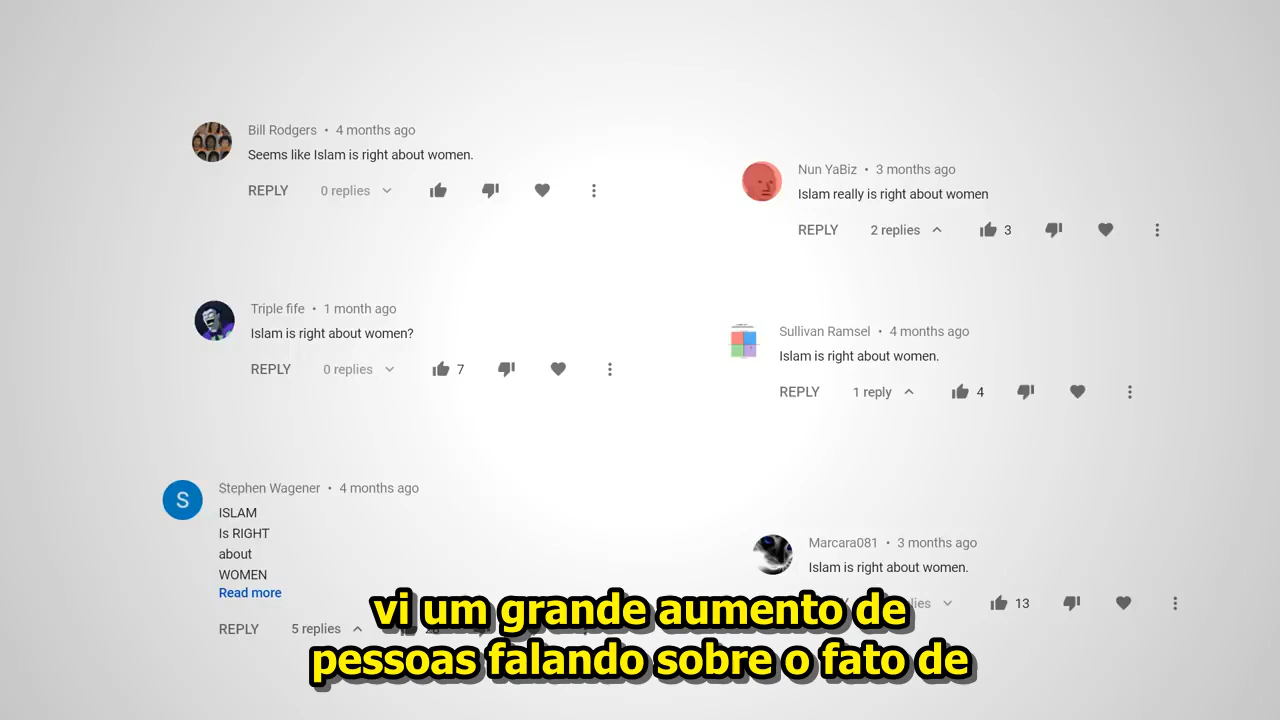 Bill Rodgers • 4 months ago
Seems like Islam is right about women.
REPLY 0 replies
Nun YaBiz • 3 months ago
Islam really is right about women
REPLY 2 replies 3
Triple fife • 1 month ago
Islam is right about women?
REPLY 0 replies 7
Sullivan Ramsel • 4 months ago
Islam is right about women.
REPLY 1 reply 4
S
Stephen Wagener • 4 months ago
ISLAM
Is RIGHT
about
WOMEN
Read more
REPLY 5 replies
Marcara081 • 3 months ago
Islam is right about women.
13
vi um grande aumento de
pessoas falando sobre o fato de